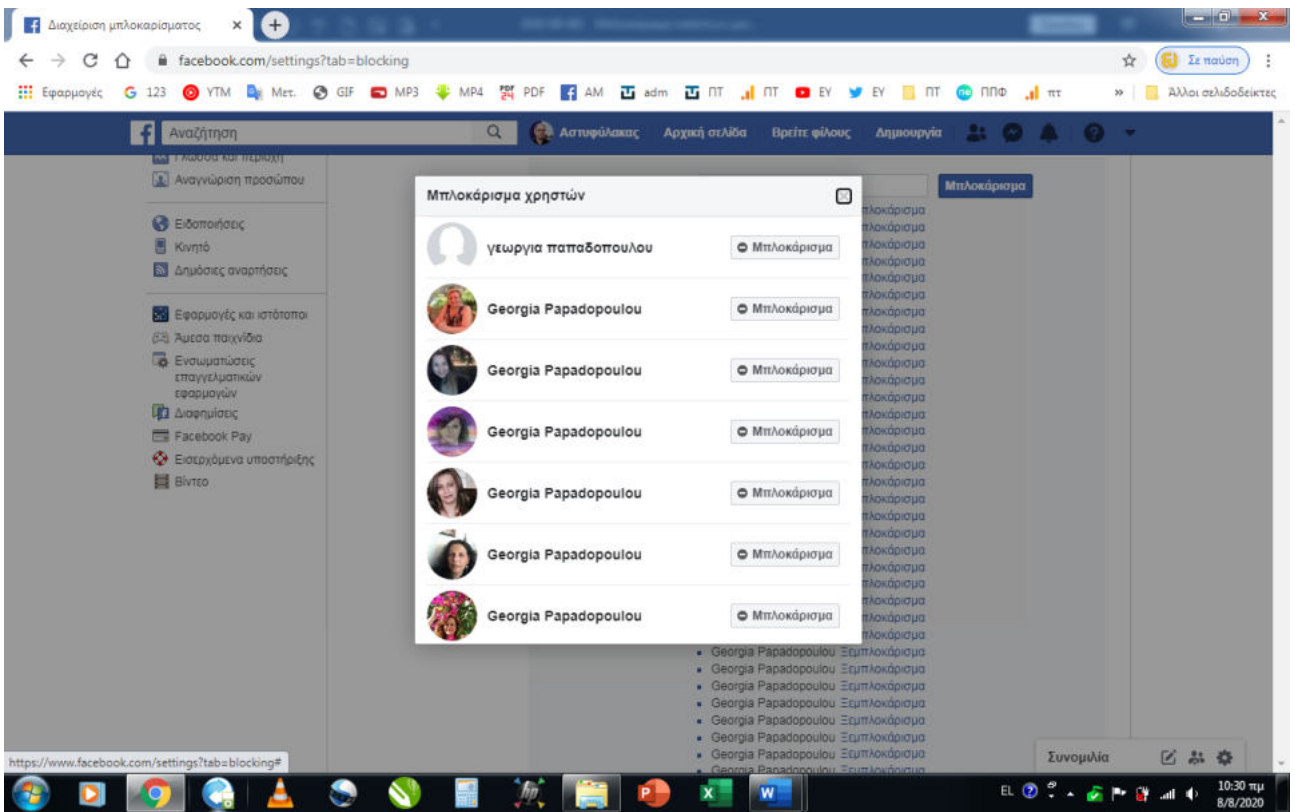 Διαχείριση μπλοκαρίσματος
facebook.com/settings?tab=blocking
Σε παύση
Εφαρμογές 123 YTM Μετ. GIF MP3 MP4 PDF AM adm ΠΤ ΠΤ ΕΥ ΕΥ ΠΤ ΠΠΦ πτ » Άλλοι σελιδοδείκτες
Αναζήτηση
Αστυφύλακας Αρχική σελίδα Βρείτε φίλους Δημιουργία
Γλώσσα και περιοχή
Αναγνώριση προσώπου
Ειδοποιήσεις
Κινητό
Δημόσιες αναρτήσεις
Εφαρμογές και ιστότοποι
Άμεσα παιχνίδια
Ενσωματώσεις
επαγγελματικών
εφαρμογών
Διαφημίσεις
Facebook Pay
Εισερχόμενα υποστήριξης
Βίντεο
Μπλοκάρισμα χρηστών
Μπλοκάρισμα
γεωργια παπαδοπουλου Μπλοκάρισμα
Georgia Papadopoulou Μπλοκάρισμα
Georgia Papadopoulou Μπλοκάρισμα
Georgia Papadopoulou Μπλοκάρισμα
Georgia Papadopoulou Μπλοκάρισμα
Georgia Papadopoulou Μπλοκάρισμα
Georgia Papadopoulou Μπλοκάρισμα
Georgia Papadopoulou Ξεμπλοκάρισμα
Georgia Papadopoulou Ξεμπλοκάρισμα
Georgia Papadopoulou Ξεμπλοκάρισμα
Georgia Papadopoulou Ξεμπλοκάρισμα
Georgia Papadopoulou Ξεμπλοκάρισμα
Georgia Papadopoulou Ξεμπλοκάρισμα
Georgia Papadopoulou Ξεμπλοκάρισμα
Georgia Papadopoulou Ξεμπλοκάρισμα
Συνομιλία
https://www.facebook.com/settings?tab=blocking#
EL
10:30 πμ
8/8/2020